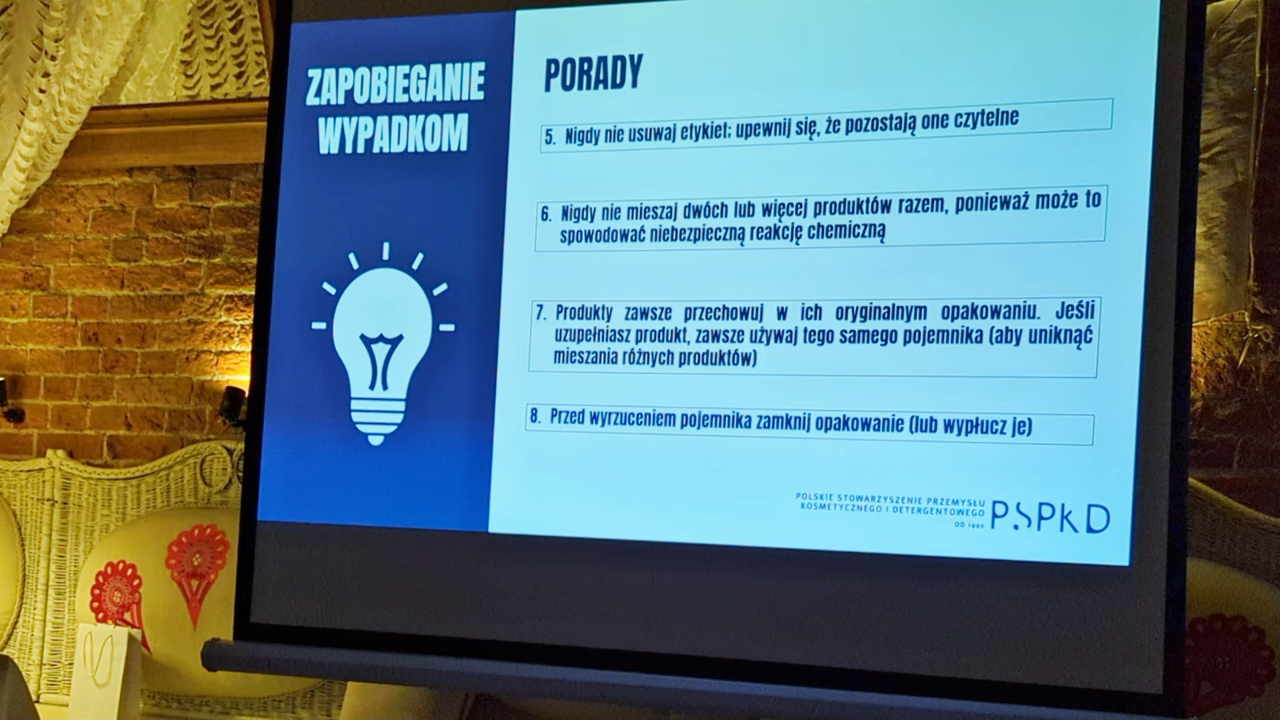 ZAPOBIEGANIE
WYPADKOM
PORADY
5. Nigdy nie usuwaj etykiet; upewnij się, że pozostają one czytelne
6. Nigdy nie mieszaj dwóch lub więcej produktów razem, ponieważ może to
spowodować niebezpieczną reakcję chemiczną
7. Produkty zawsze przechowuj w ich oryginalnym opakowaniu. Jeśli
uzupełniasz produkt, zawsze używaj tego samego pojemnika (aby uniknąć
mieszania różnych produktów)
8. Przed wyrzuceniem pojemnika zamknij opakowanie (lub wypłucz je)
POLSKIE STOWARZYSZENIE PRZEMYSŁU
KOSMETYCZNEGO I DETERGENTOWEGO
OD
PSPKD